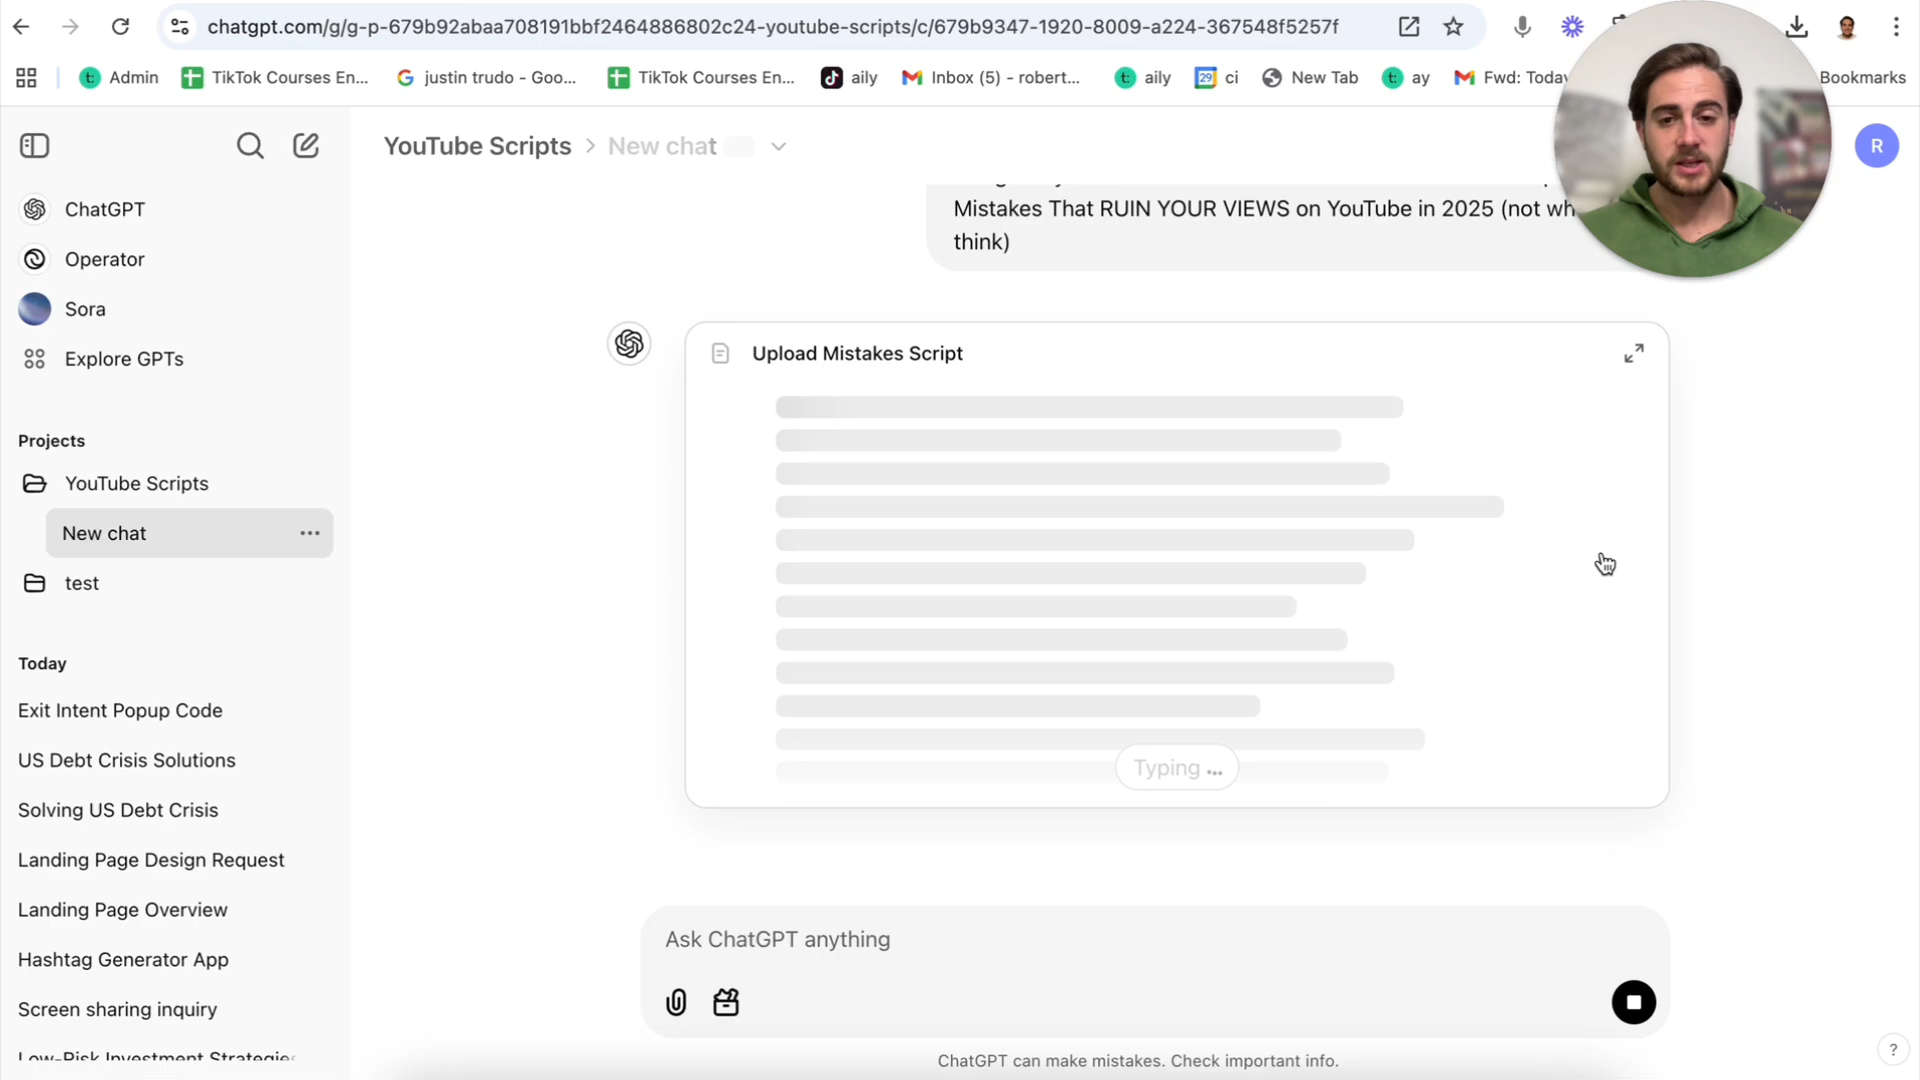 chatgpt.com/g/g-p-679b92abaa708191bbf2464886802c24-youtube-scripts/c/679b9347-1920-8009-a224-367548f5257f
Admin
TikTok Courses En...
justin trudo - Goo...
TikTok Courses En...
aily
Inbox (5) - robert...
aily
29
ci
New Tab
ay
Fwd: Today
Bookmarks
YouTube Scripts > New chat
R
ChatGPT
Operator
Sora
Explore GPTs
Projects
YouTube Scripts
New chat
test
Today
Exit Intent Popup Code
US Debt Crisis Solutions
Solving US Debt Crisis
Landing Page Design Request
Landing Page Overview
Hashtag Generator App
Screen sharing inquiry
Low-Risk Investment Strategies
Mistakes That RUIN YOUR VIEWS on YouTube in 2025 (not wh
think)
Upload Mistakes Script
Typing ...
Ask ChatGPT anything
ChatGPT can make mistakes. Check important info.
?